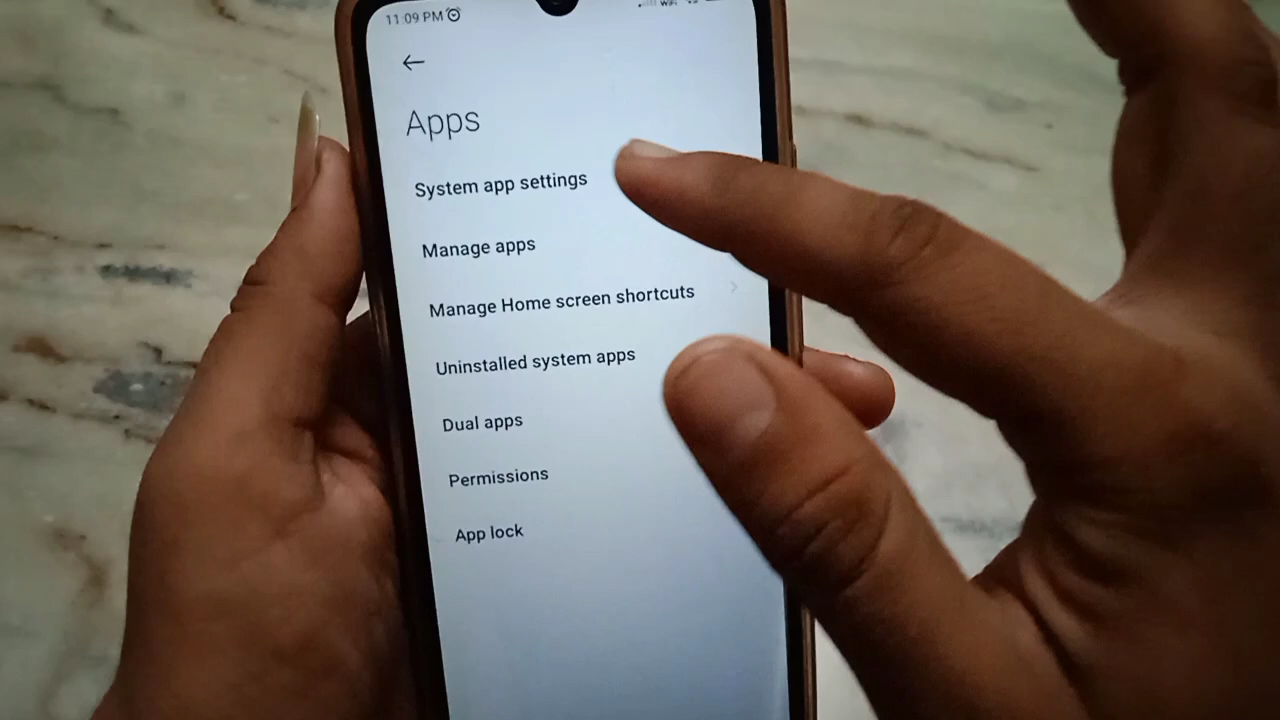 11:09 PM
Apps
System app settings
Manage apps
Manage Home screen shortcuts
Uninstalled system apps
Dual apps
Permissions
App lock